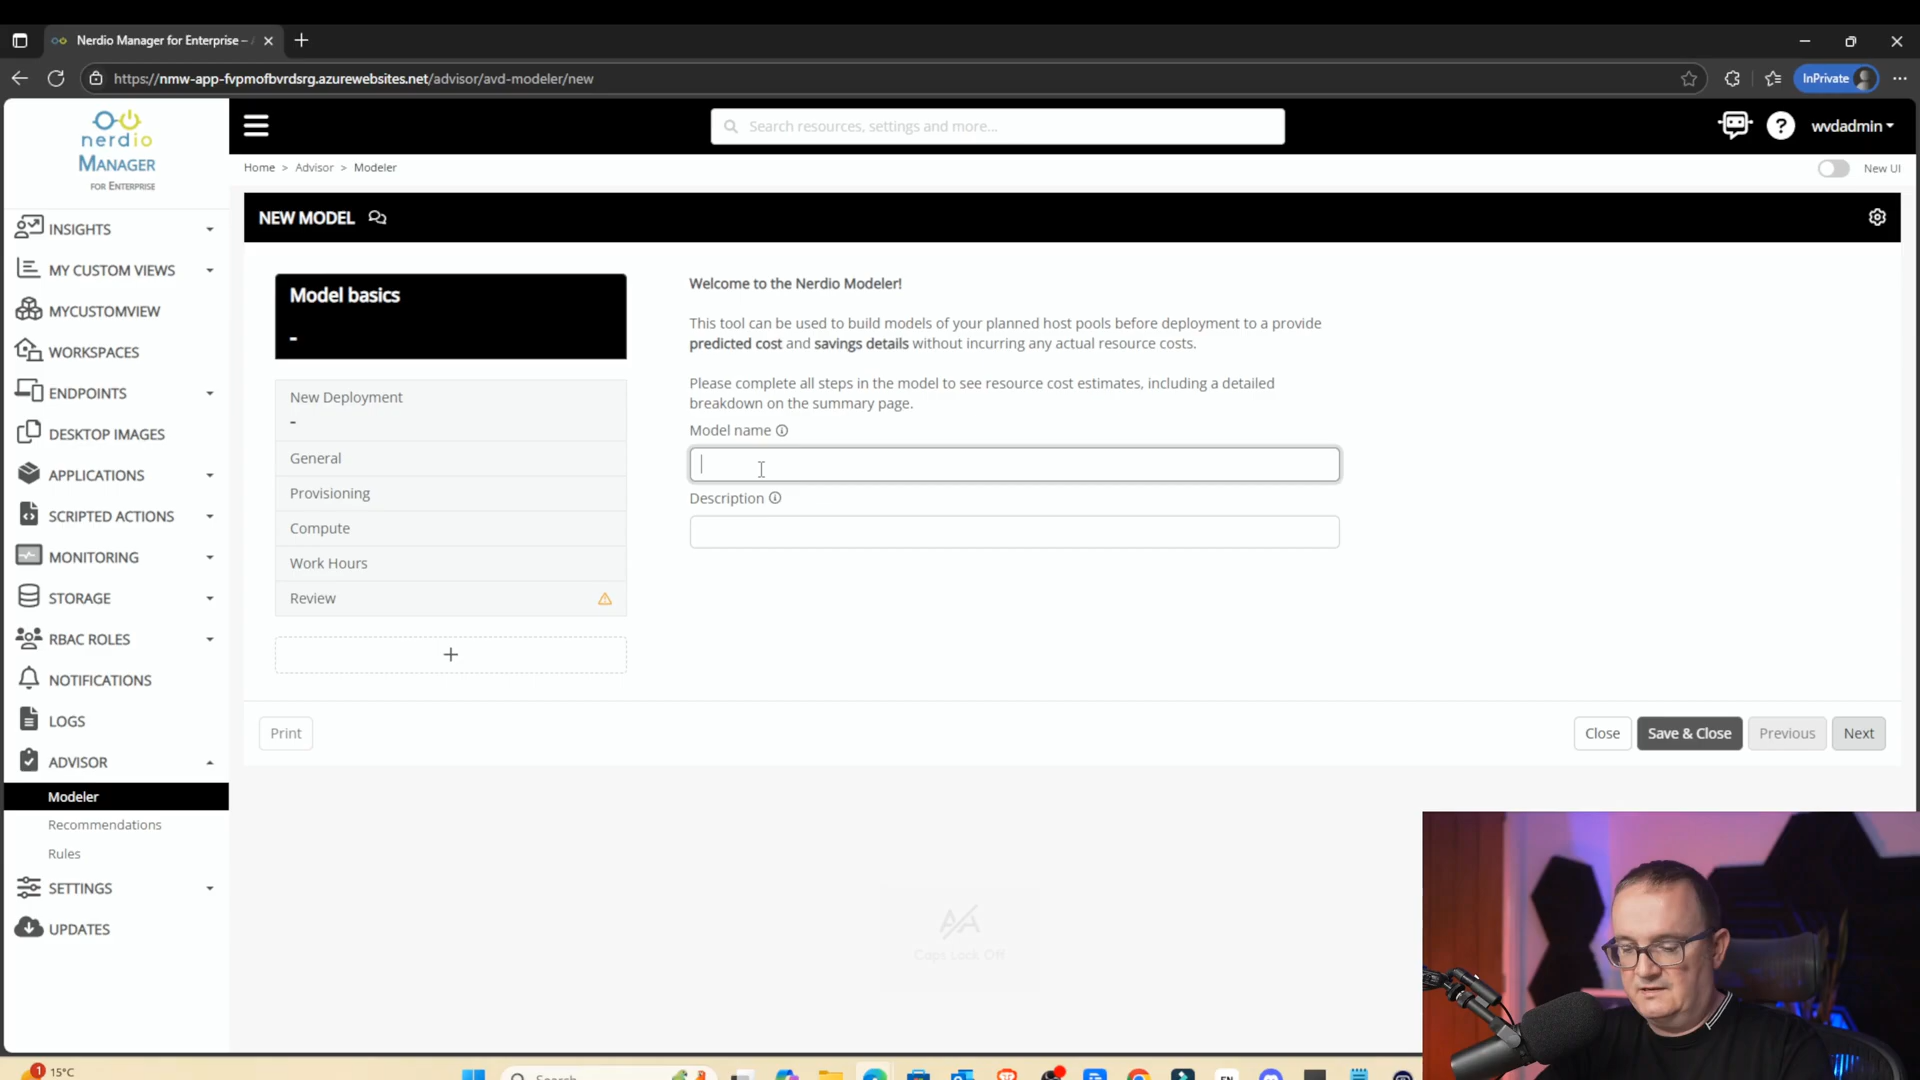 Nerdio Manager for Enterprise –
https://nmw-app-fvpmofbvrdsrg.azurewebsites.net/advisor/avd-modeler/new
InPrivate
nerdio
MANAGER
FOR ENTERPRISE
Search resources, settings and more...
?
wvdadmin
Home > Advisor > Modeler
New UI
NEW MODEL
INSIGHTS
MY CUSTOM VIEWS
MYCUSTOMVIEW
WORKSPACES
ENDPOINTS
DESKTOP IMAGES
APPLICATIONS
SCRIPTED ACTIONS
MONITORING
STORAGE
RBAC ROLES
NOTIFICATIONS
LOGS
ADVISOR
Modeler
Recommendations
Rules
SETTINGS
UPDATES
Model basics
-
New Deployment
-
General
Provisioning
Compute
Work Hours
Review
+
Welcome to the Nerdio Modeler!
This tool can be used to build models of your planned host pools before deployment to a provide
predicted cost and savings details without incurring any actual resource costs.
Please complete all steps in the model to see resource cost estimates, including a detailed
breakdown on the summary page.
Model name
Description
Print
Close
Save & Close
Previous
Next
Caps Lock Off
1
15°C
Search